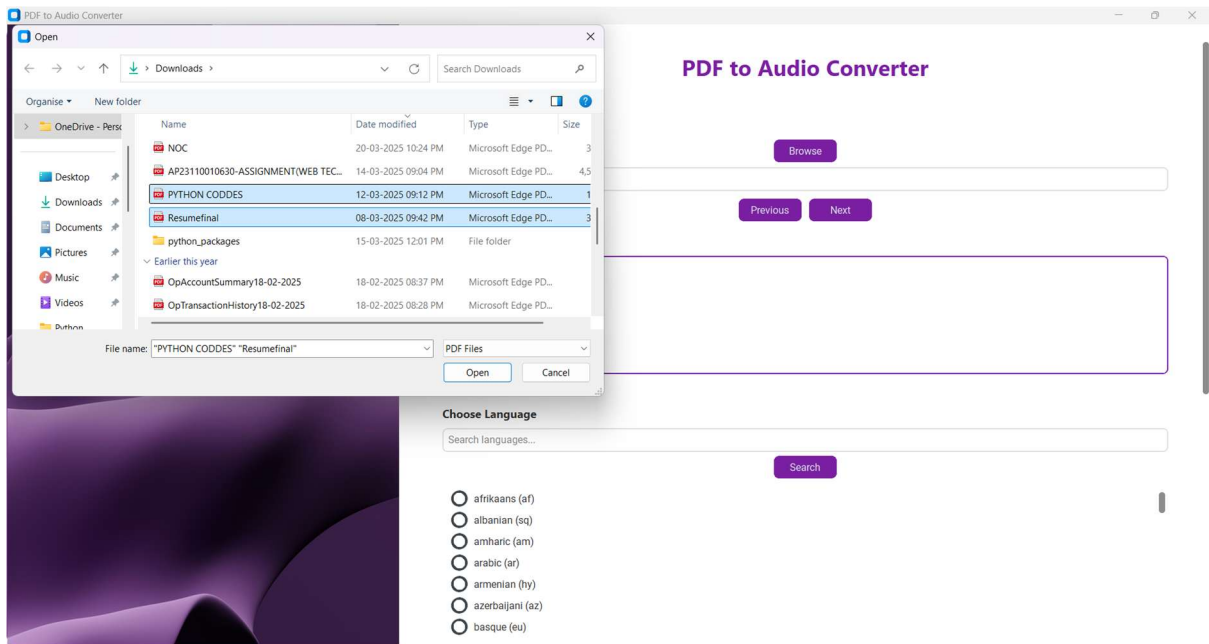 PDF to Audio Converter
Open
Downloads
Search Downloads
Organise New folder
OneDrive - Perso
Desktop
Downloads
Documents
Pictures
Music
Videos
Python
Name Date modified Type Size
NOC 20-03-2025 10:24 PM Microsoft Edge PD... 3
AP23110010630-ASSIGNMENT(WEB TEC... 14-03-2025 09:04 PM Microsoft Edge PD... 4,5
PYTHON CODDES 12-03-2025 09:12 PM Microsoft Edge PD... 1
Resumefinal 08-03-2025 09:42 PM Microsoft Edge PD... 3
python_packages 15-03-2025 12:01 PM File folder
Earlier this year
OpAccountSummary18-02-2025 18-02-2025 08:37 PM Microsoft Edge PD...
OpTransactionHistory18-02-2025 18-02-2025 08:28 PM Microsoft Edge PD...
File name: "PYTHON CODDES" "Resumefinal" PDF Files
Open Cancel
PDF to Audio Converter
Browse
Previous Next
Choose Language
Search languages...
Search
afrikaans (af)
albanian (sq)
amharic (am)
arabic (ar)
armenian (hy)
azerbaijani (az)
basque (eu)